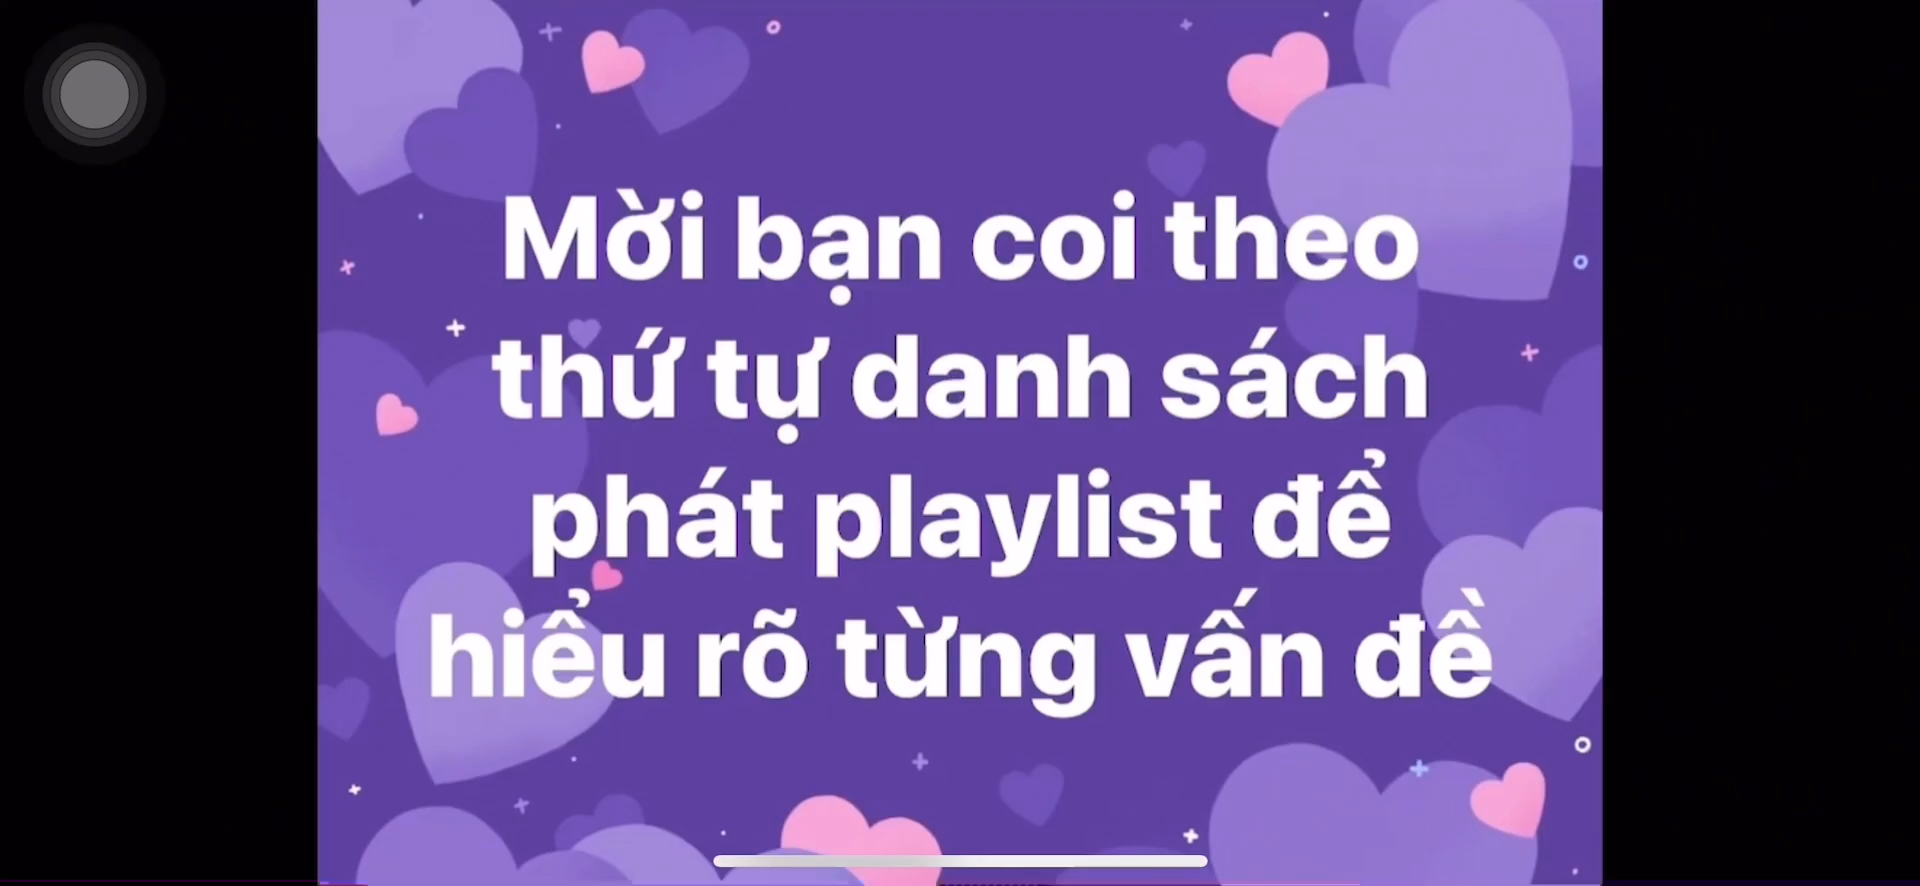 Mời bạn coi theo
thứ tự danh sách
phát playlist để
hiểu rõ từng vấn đề